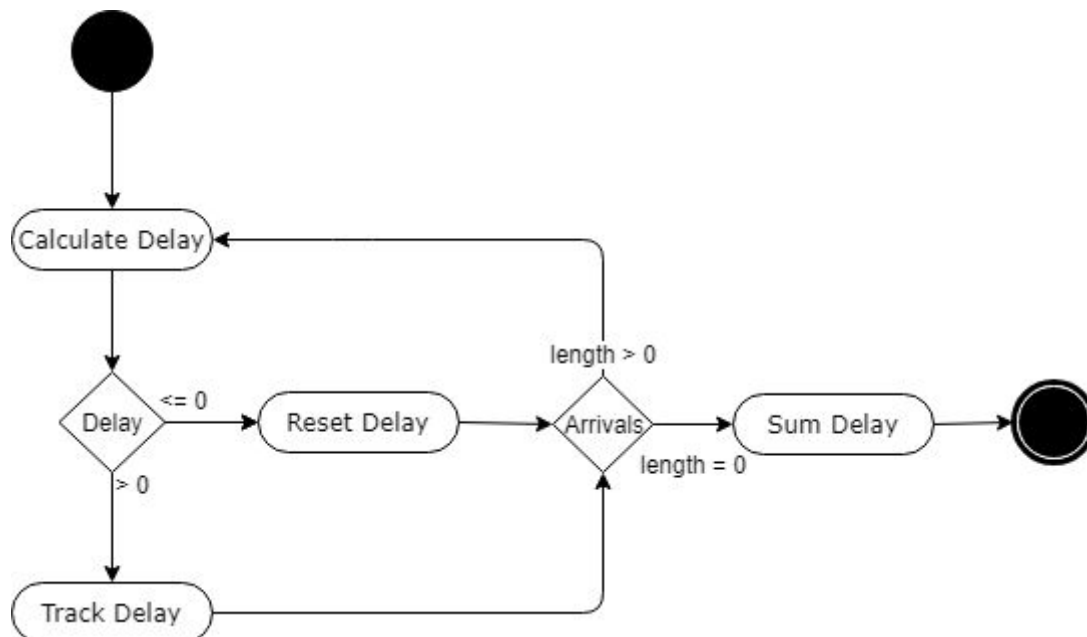 Calculate Delay
length > 0
<= 0
Delay
Reset Delay
Arrivals
Sum Delay
length = 0
> 0
Track Delay